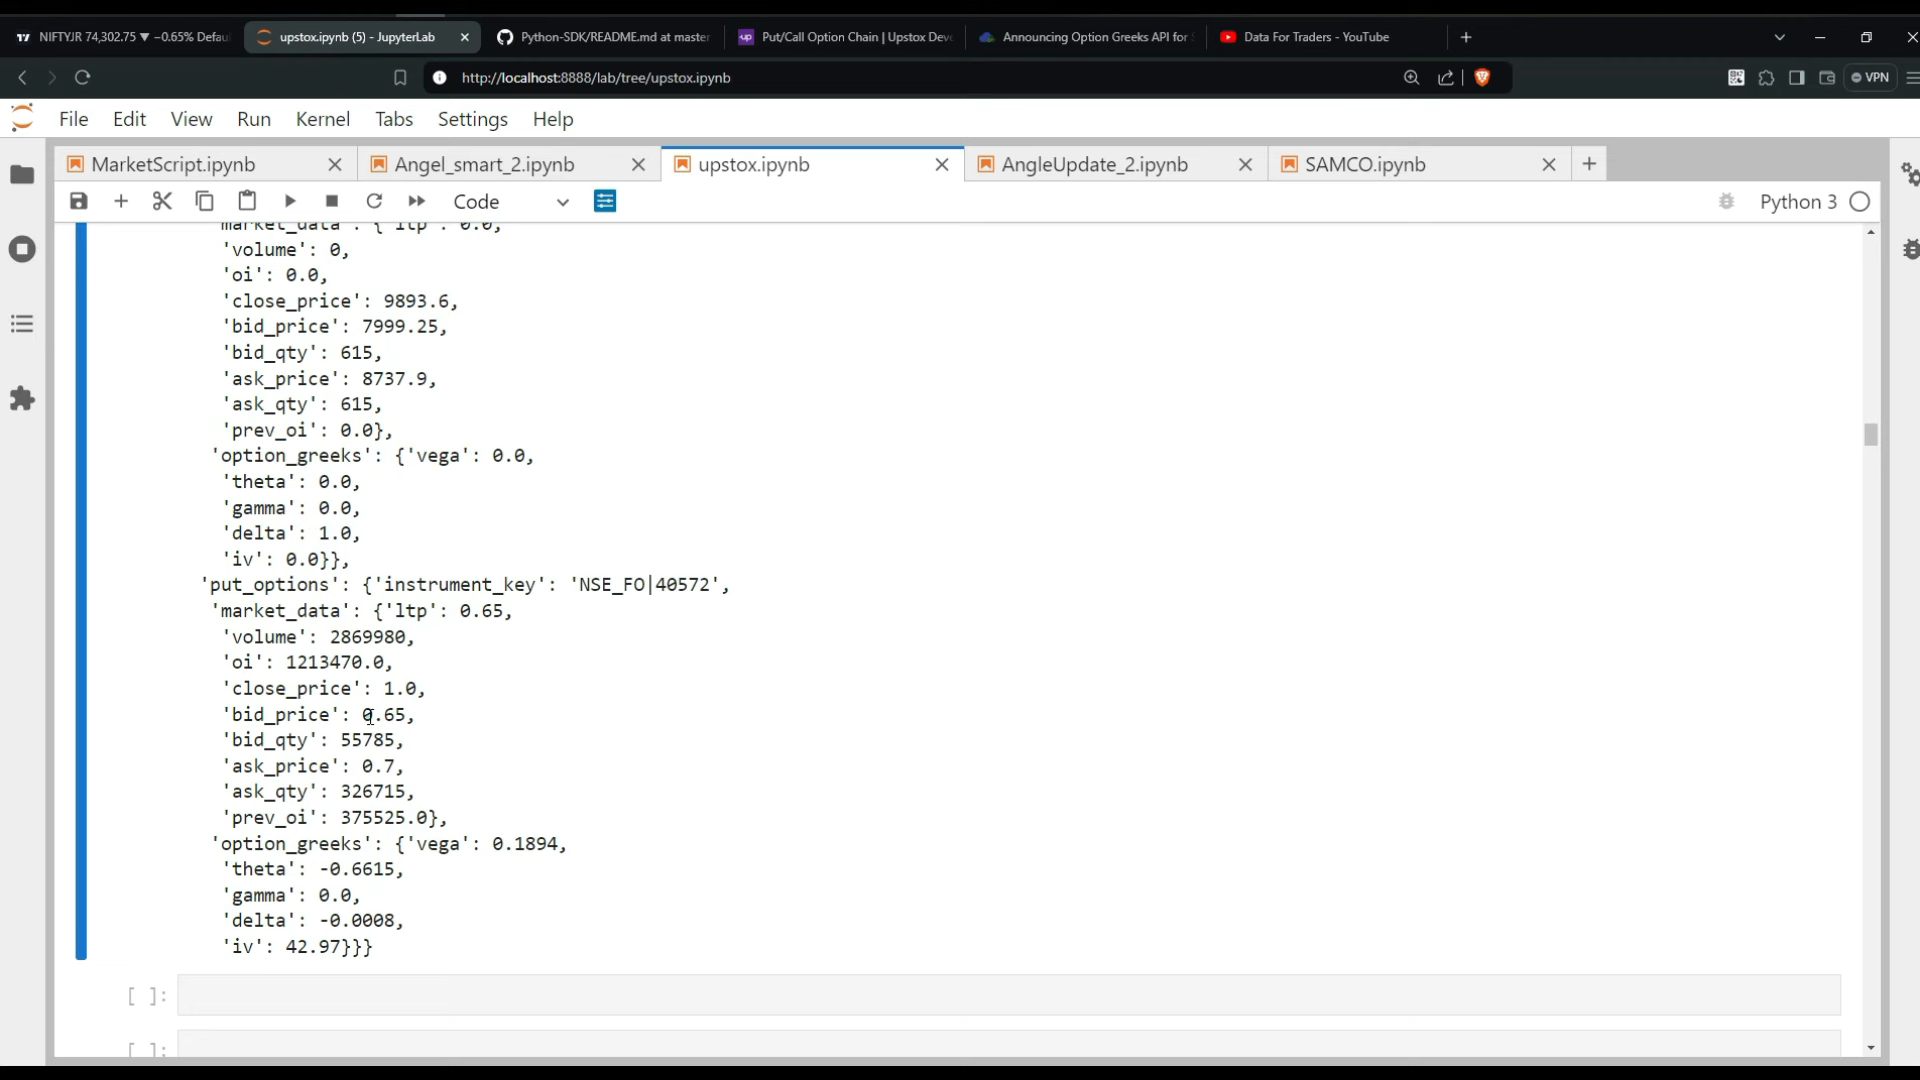 NIFTYJR 74,302.75 ▼ −0.65% Defau
upstox.ipynb (5) - JupyterLab
Python-SDK/README.md at master
Put/Call Option Chain | Upstox Deve
Announcing Option Greeks API for
Data For Traders - YouTube
http://localhost:8888/lab/tree/upstox.ipynb
VPN
File Edit View Run Kernel Tabs Settings Help
MarketScript.ipynb
Angel_smart_2.ipynb
upstox.ipynb
AngleUpdate_2.ipynb
SAMCO.ipynb
Code
Python 3
'market_data': {'ltp': 0.0,
'volume': 0,
'oi': 0.0,
'close_price': 9893.6,
'bid_price': 7999.25,
'bid_qty': 615,
'ask_price': 8737.9,
'ask_qty': 615,
'prev_oi': 0.0},
'option_greeks': {'vega': 0.0,
'theta': 0.0,
'gamma': 0.0,
'delta': 1.0,
'iv': 0.0}},
'put_options': {'instrument_key': 'NSE_FO|40572',
'market_data': {'ltp': 0.65,
'volume': 2869980,
'oi': 1213470.0,
'close_price': 1.0,
'bid_price': 0.65,
'bid_qty': 55785,
'ask_price': 0.7,
'ask_qty': 326715,
'prev_oi': 375525.0},
'option_greeks': {'vega': 0.1894,
'theta': -0.6615,
'gamma': 0.0,
'delta': -0.0008,
'iv': 42.97}}}
[ ]:
[ ]: